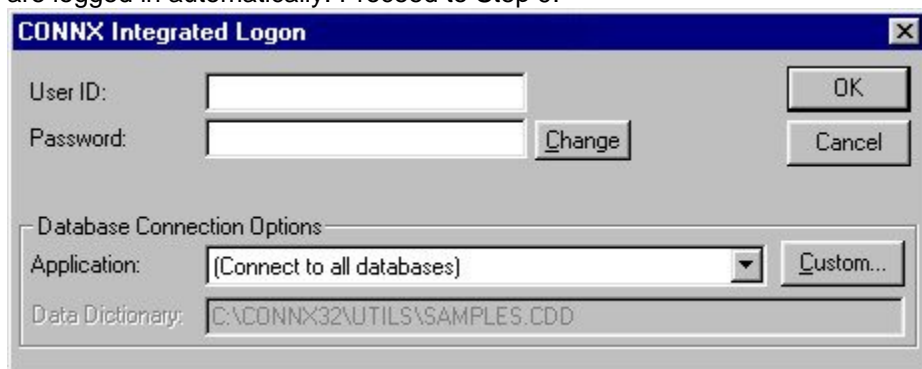 are logged in automatically. Proceed to Step 6.
CONNX Integrated Logon
User ID:
OK
Password:
Change
Cancel
Database Connection Options
Application:
(Connect to all databases)
Custom...
Data Dictionary:
C:\CONNX32\UTILS\SAMPLES.CDD